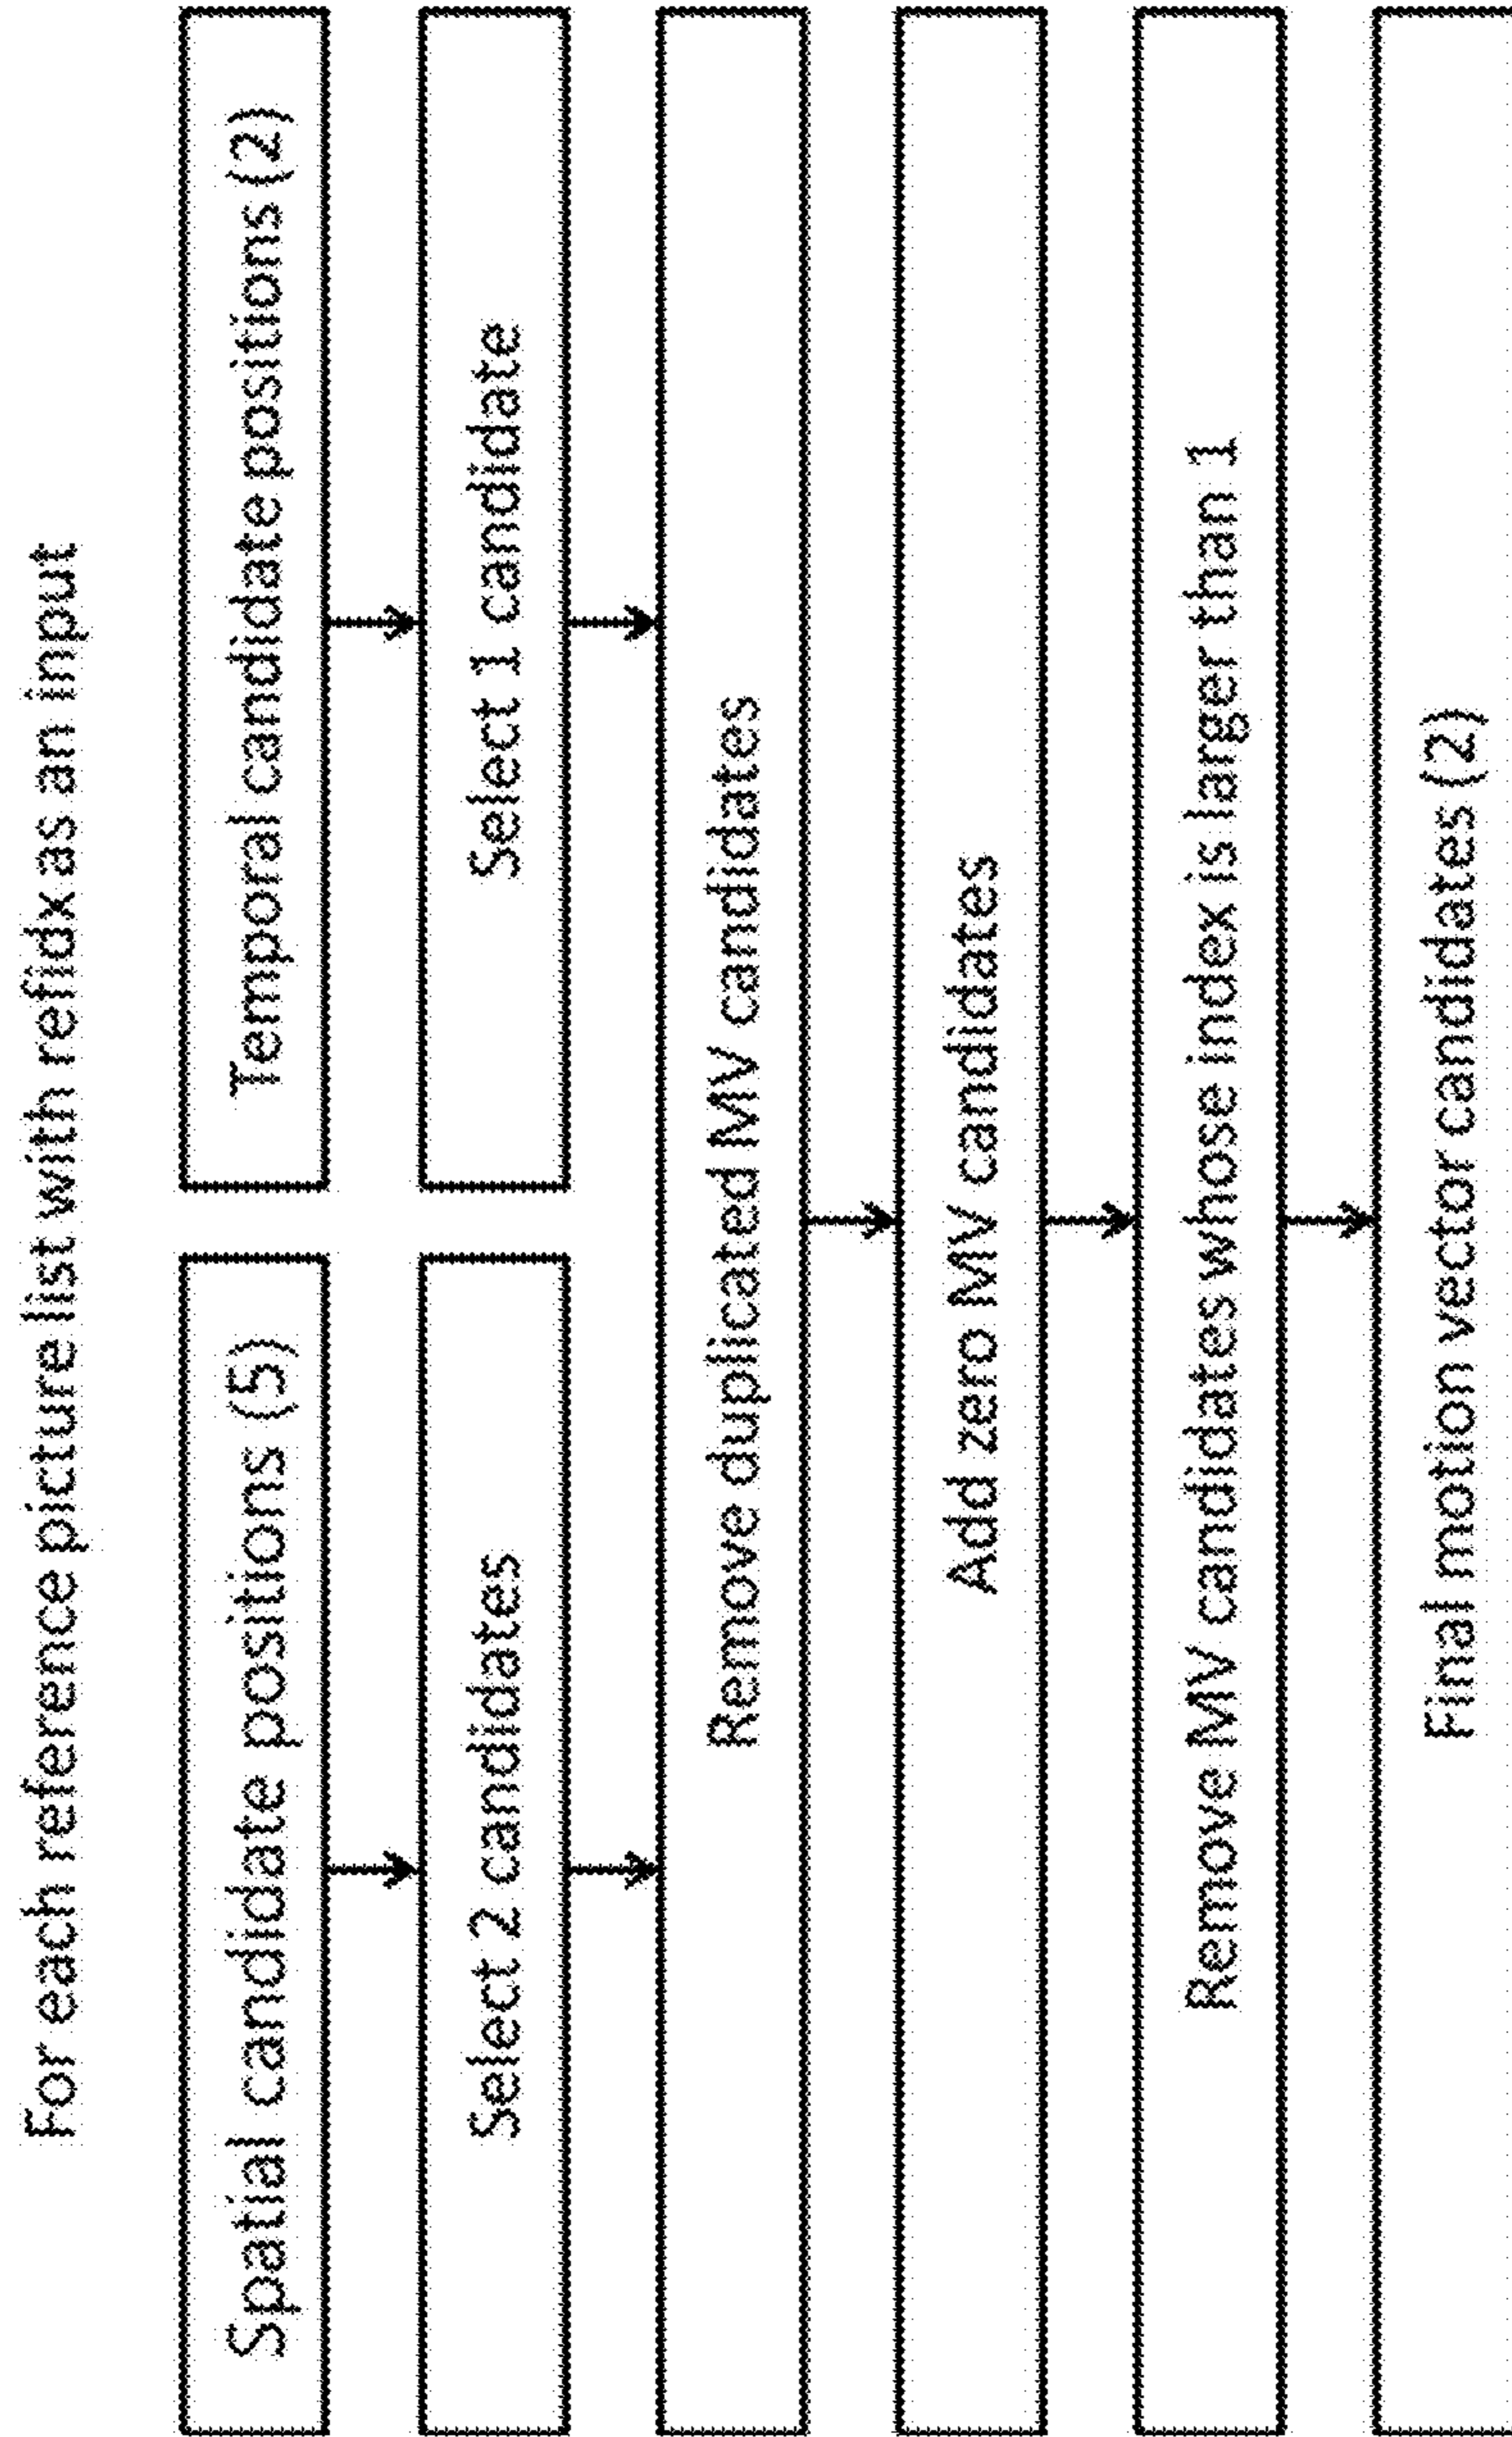 For each reference picture list with refidx as an input
Spatial candidate positions (5)
Temporal candidate positions (2)
Select 2 candidates
Select 1 candidate
Remove duplicated MV candidates
Add zero MV candidates
Remove MV candidates whose index is larger than 1
Final motion vector candidates (2)